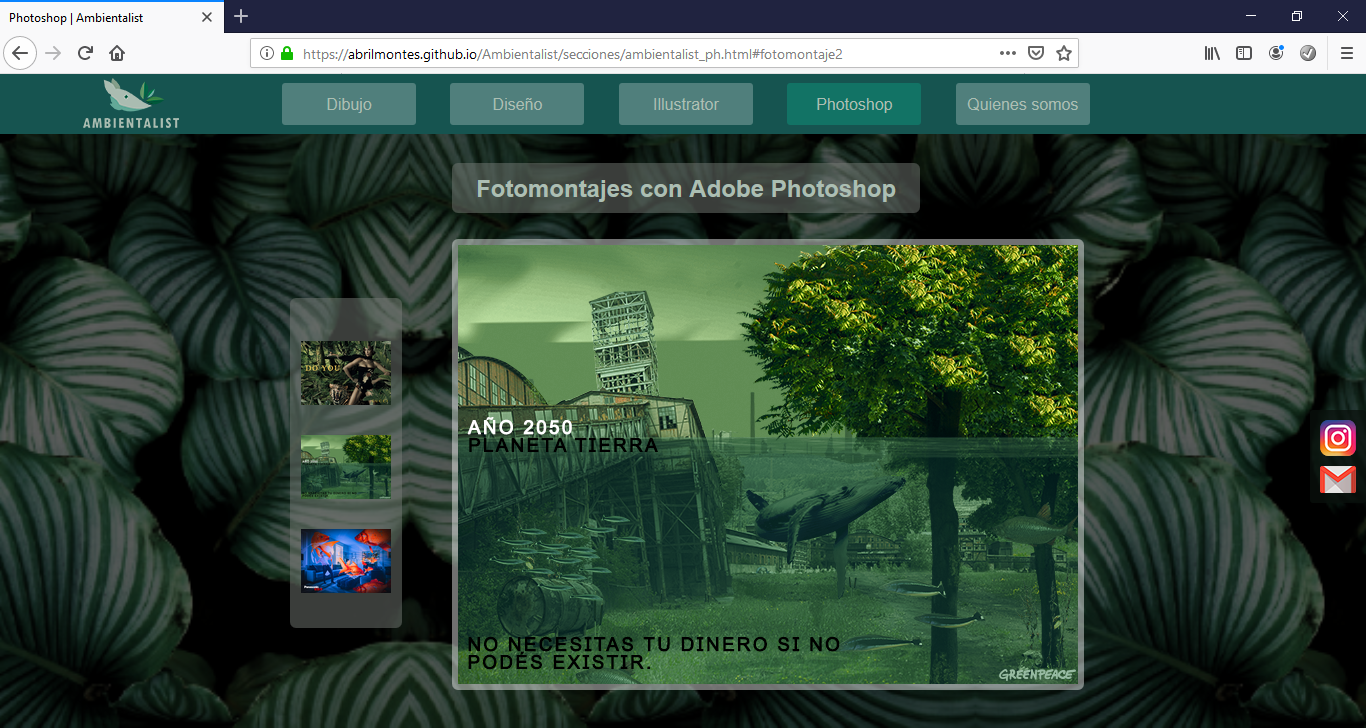 Photoshop | Ambientalist
https://abrilmontes.github.io/Ambientalist/secciones/ambientalist_ph.html#fotomontaje2
AMBIENTALIST
Dibujo
Diseño
Illustrator
Photoshop
Quienes somos
Fotomontajes con Adobe Photoshop
DO YOU
AÑO 2050
PLANETA TIERRA
NO NECESITAS TU DINERO SI NO
PODÉS EXISTIR.
GREENPEACE